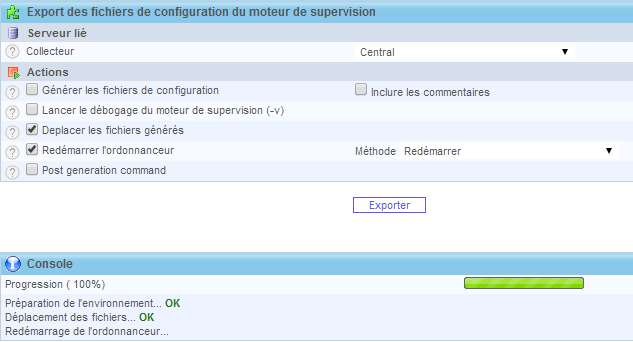 Export des fichiers de configuration du moteur de supervision
Serveur lié
Collecteur Central
Actions
Générer les fichiers de configuration Inclure les commentaires
Lancer le débogage du moteur de supervision (-v)
Deplacer les fichiers générés
Redémarrer l'ordonnanceur Méthode Redémarrer
Post generation command
Exporter
Console
Progression ( 100%)
Préparation de l'environnement... OK
Déplacement des fichiers... OK
Redémarrage de l'ordonnanceur...